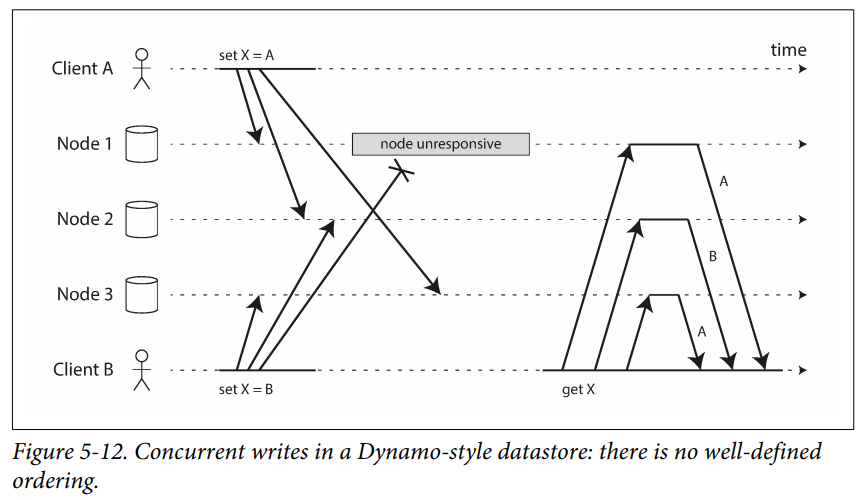 set X = A
time
Client A
Node 1
node unresponsive
A
Node 2
B
Node 3
A
Client B
set X = B
get X
Figure 5-12. Concurrent writes in a Dynamo-style datastore: there is no well-defined
ordering.